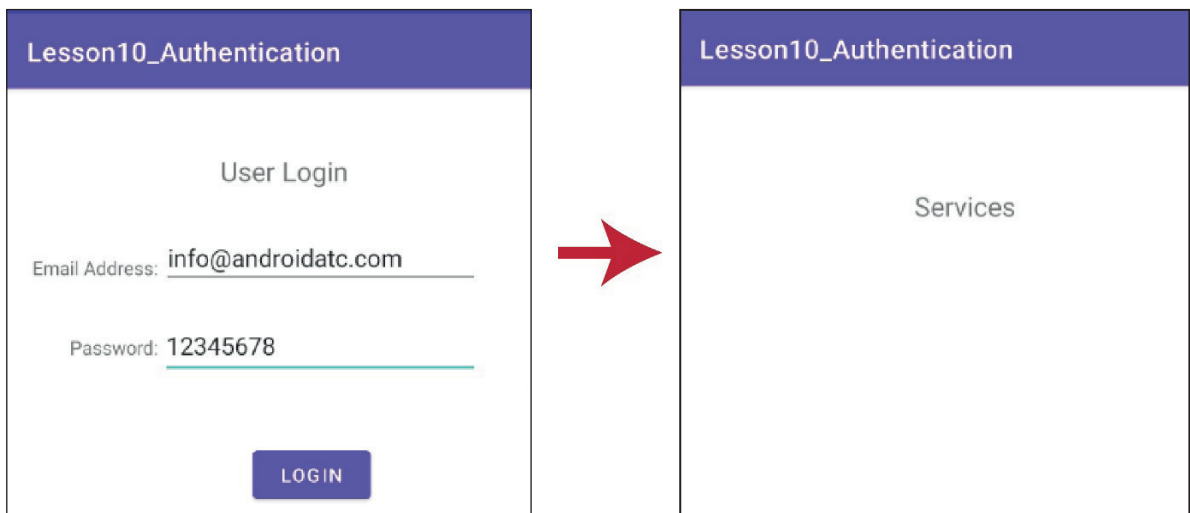 Lesson10_Authentication
User Login
Email Address: info@androidatc.com
Password: 12345678
LOGIN
Lesson10_Authentication
Services